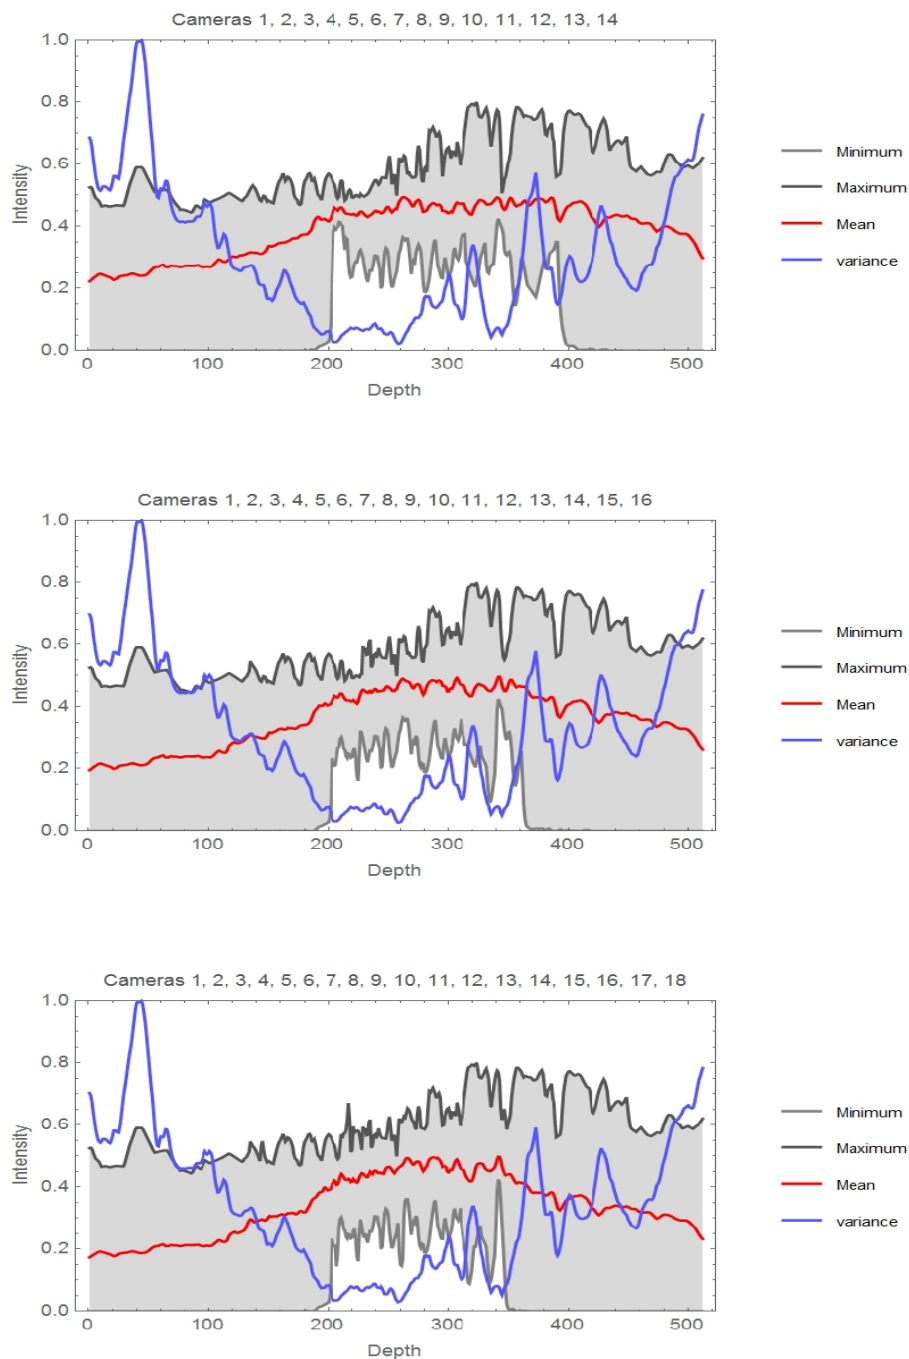 Cameras 1, 2, 3, 4, 5, 6, 7, 8, 9, 10, 11, 12, 13, 14
1.0
0.8
0.6
0.4
0.2
0.0
Intensity
0 100 200 300 400 500
Depth
Minimum
Maximum
Mean
variance
Cameras 1, 2, 3, 4, 5, 6, 7, 8, 9, 10, 11, 12, 13, 14, 15, 16
1.0
0.8
0.6
0.4
0.2
0.0
Intensity
0 100 200 300 400 500
Depth
Minimum
Maximum
Mean
variance
Cameras 1, 2, 3, 4, 5, 6, 7, 8, 9, 10, 11, 12, 13, 14, 15, 16, 17, 18
1.0
0.8
0.6
0.4
0.2
0.0
Intensity
0 100 200 300 400 500
Depth
Minimum
Maximum
Mean
variance